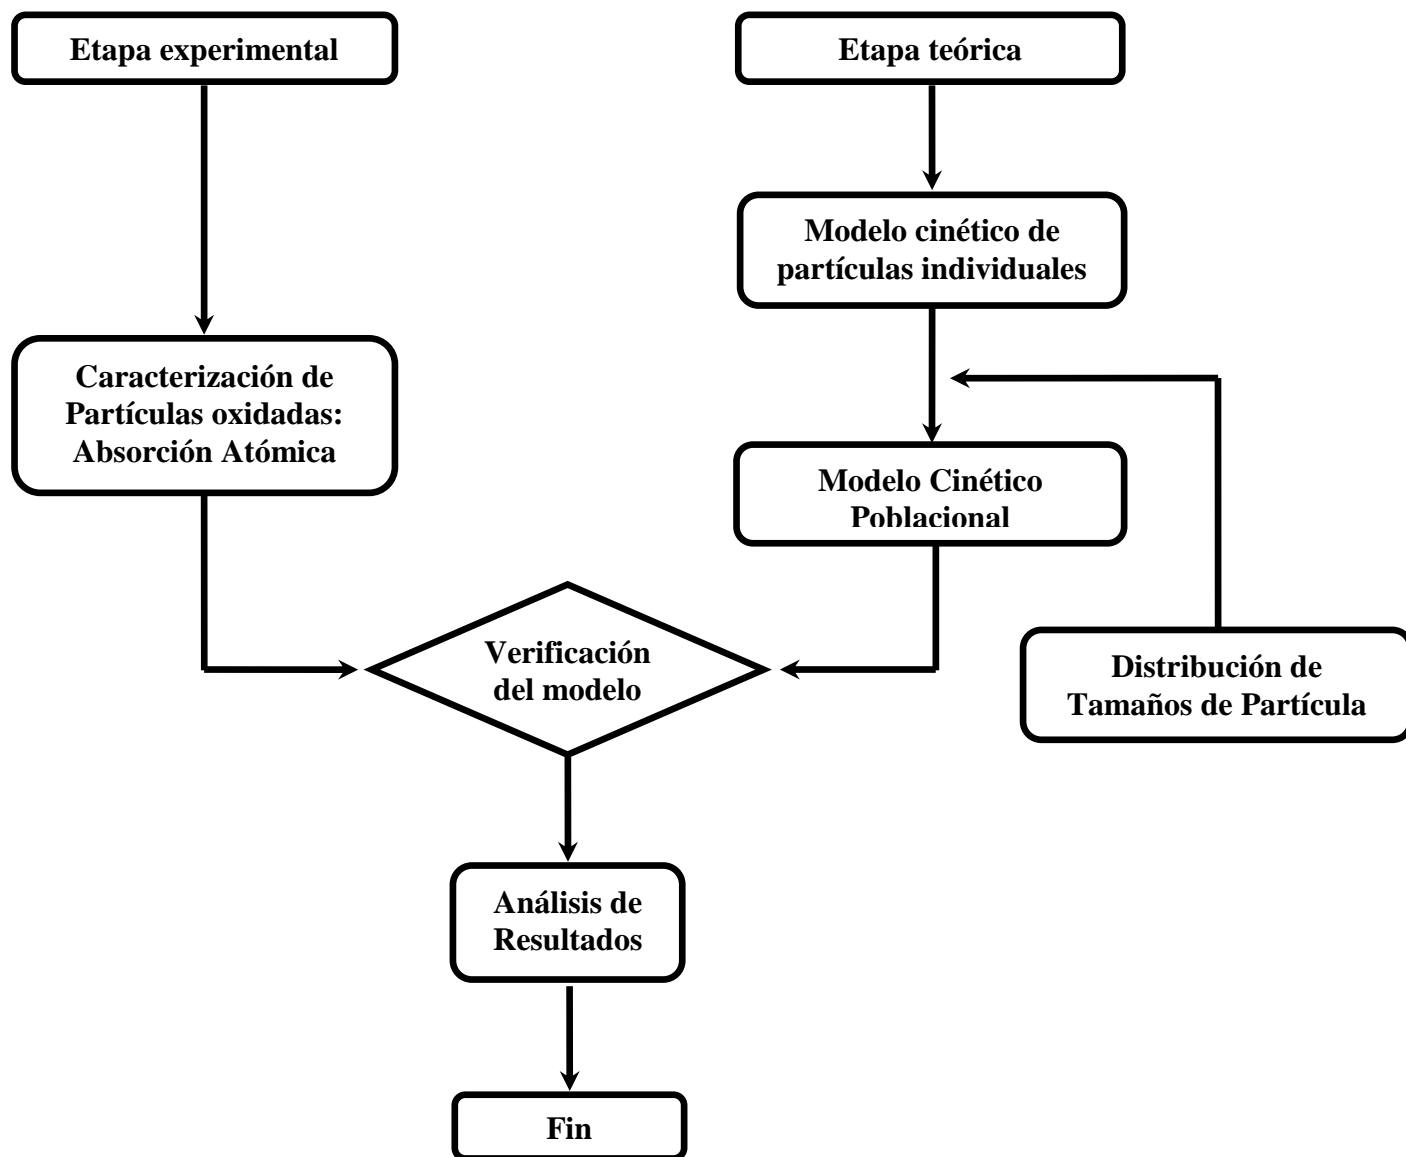 Etapa experimental
Etapa teórica
Modelo cinético de
partículas individuales
Caracterización de
Partículas oxidadas:
Absorción Atómica
Modelo Cinético
Poblacional
Verificación
del modelo
Distribución de
Tamaños de Partícula
Análisis de
Resultados
Fin